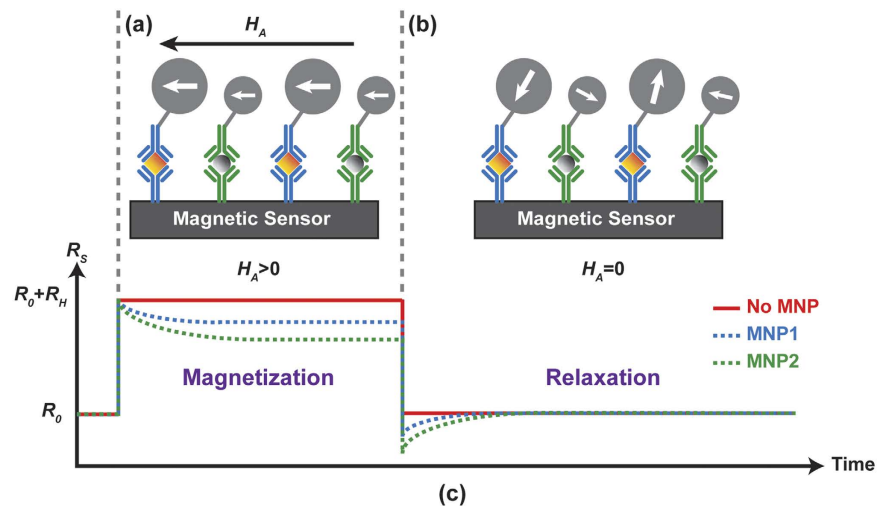 (a)
H_A
(b)
Magnetic Sensor
Magnetic Sensor
R_S
H_A>0
H_A=0
R_0+R_H
No MNP
MNP1
MNP2
Magnetization
Relaxation
R_0
Time
(c)